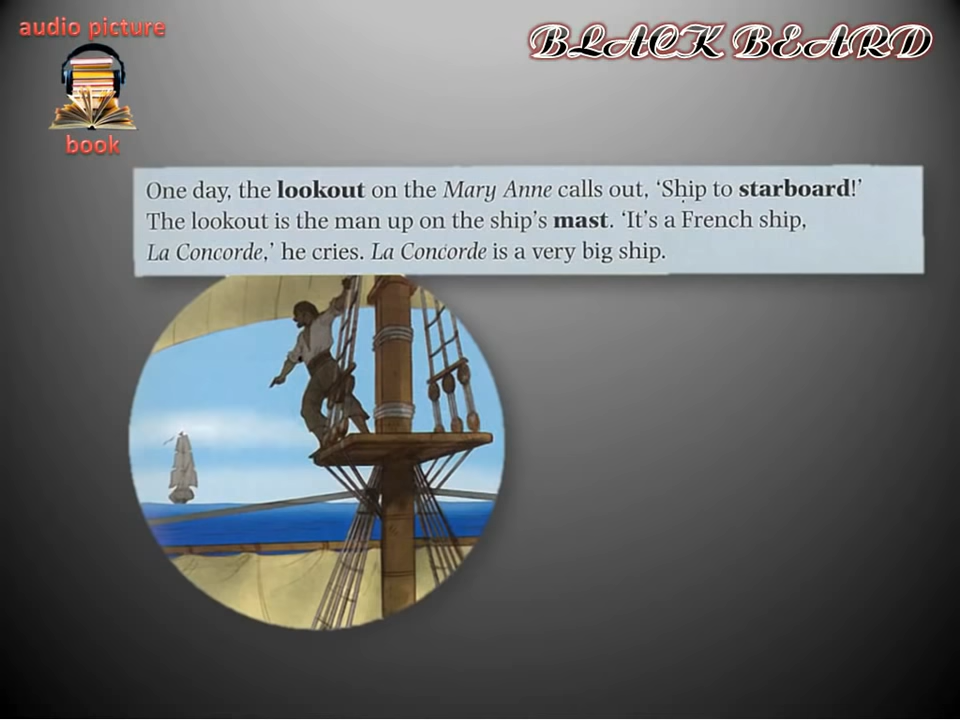 audio picture
book
BLACK BEARD
One day, the lookout on the Mary Anne calls out, ‘Ship to starboard!’
The lookout is the man up on the ship’s mast. ‘It’s a French ship,
La Concorde,’ he cries. La Concorde is a very big ship.